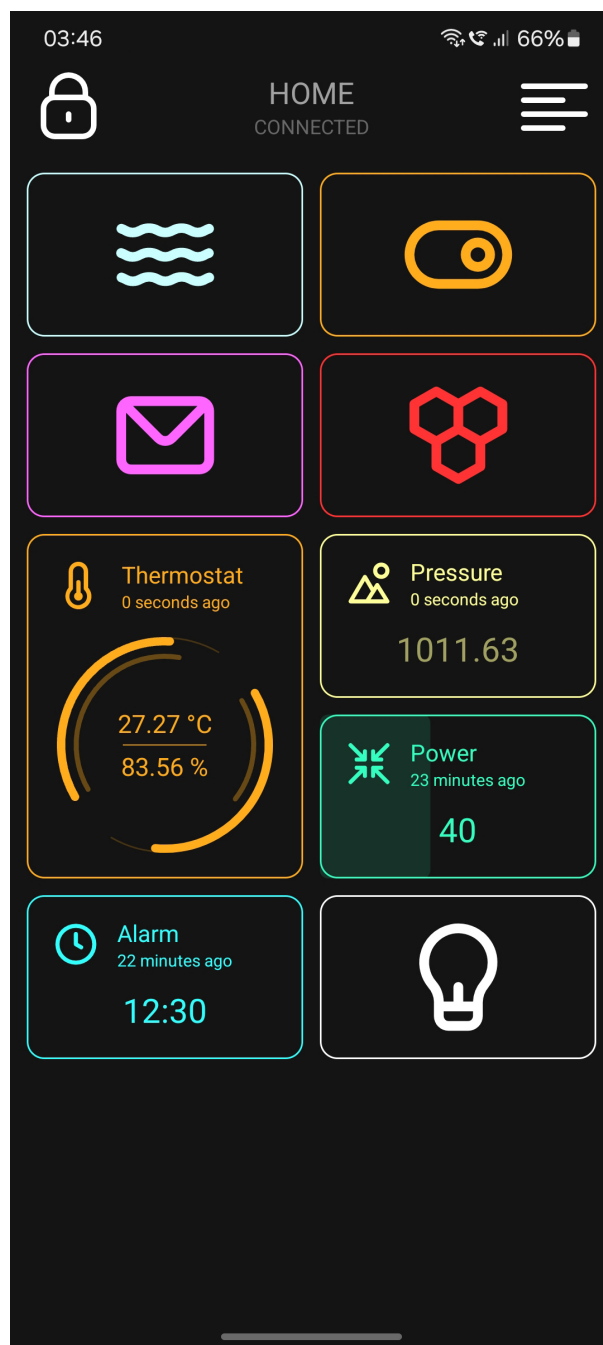 03:46
66%
HOME
CONNECTED
Thermostat
0 seconds ago
27.27 °C
83.56 %
Pressure
0 seconds ago
1011.63
Power
23 minutes ago
40
Alarm
22 minutes ago
12:30